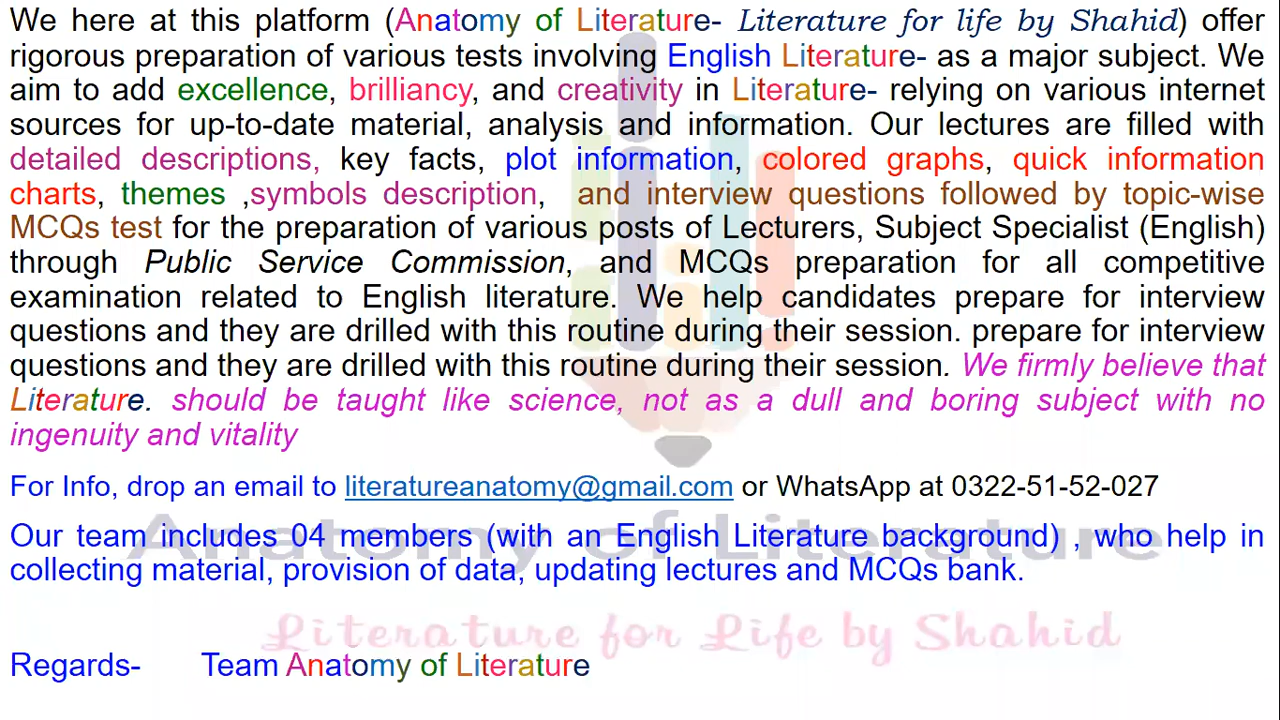 We here at this platform (Anatomy of Literature- Literature for life by Shahid) offer
rigorous preparation of various tests involving English Literature- as a major subject. We
aim to add excellence, brilliancy, and creativity in Literature- relying on various internet
sources for up-to-date material, analysis and information. Our lectures are filled with
detailed descriptions, key facts, plot information, colored graphs, quick information
charts, themes ,symbols description, and interview questions followed by topic-wise
MCQs test for the preparation of various posts of Lecturers, Subject Specialist (English)
through Public Service Commission, and MCQs preparation for all competitive
examination related to English literature. We help candidates prepare for interview
questions and they are drilled with this routine during their session. prepare for interview
questions and they are drilled with this routine during their session. We firmly believe that
Literature. should be taught like science, not as a dull and boring subject with no
ingenuity and vitality
For Info, drop an email to literatureanatomy@gmail.com or WhatsApp at 0322-51-52-027
Our team includes 04 members (with an English Literature background) , who help in
Anatomy of Literature
collecting material, provision of data, updating lectures and MCQs bank.
Literature for Life by Shahid
Regards- Team Anatomy of Literature